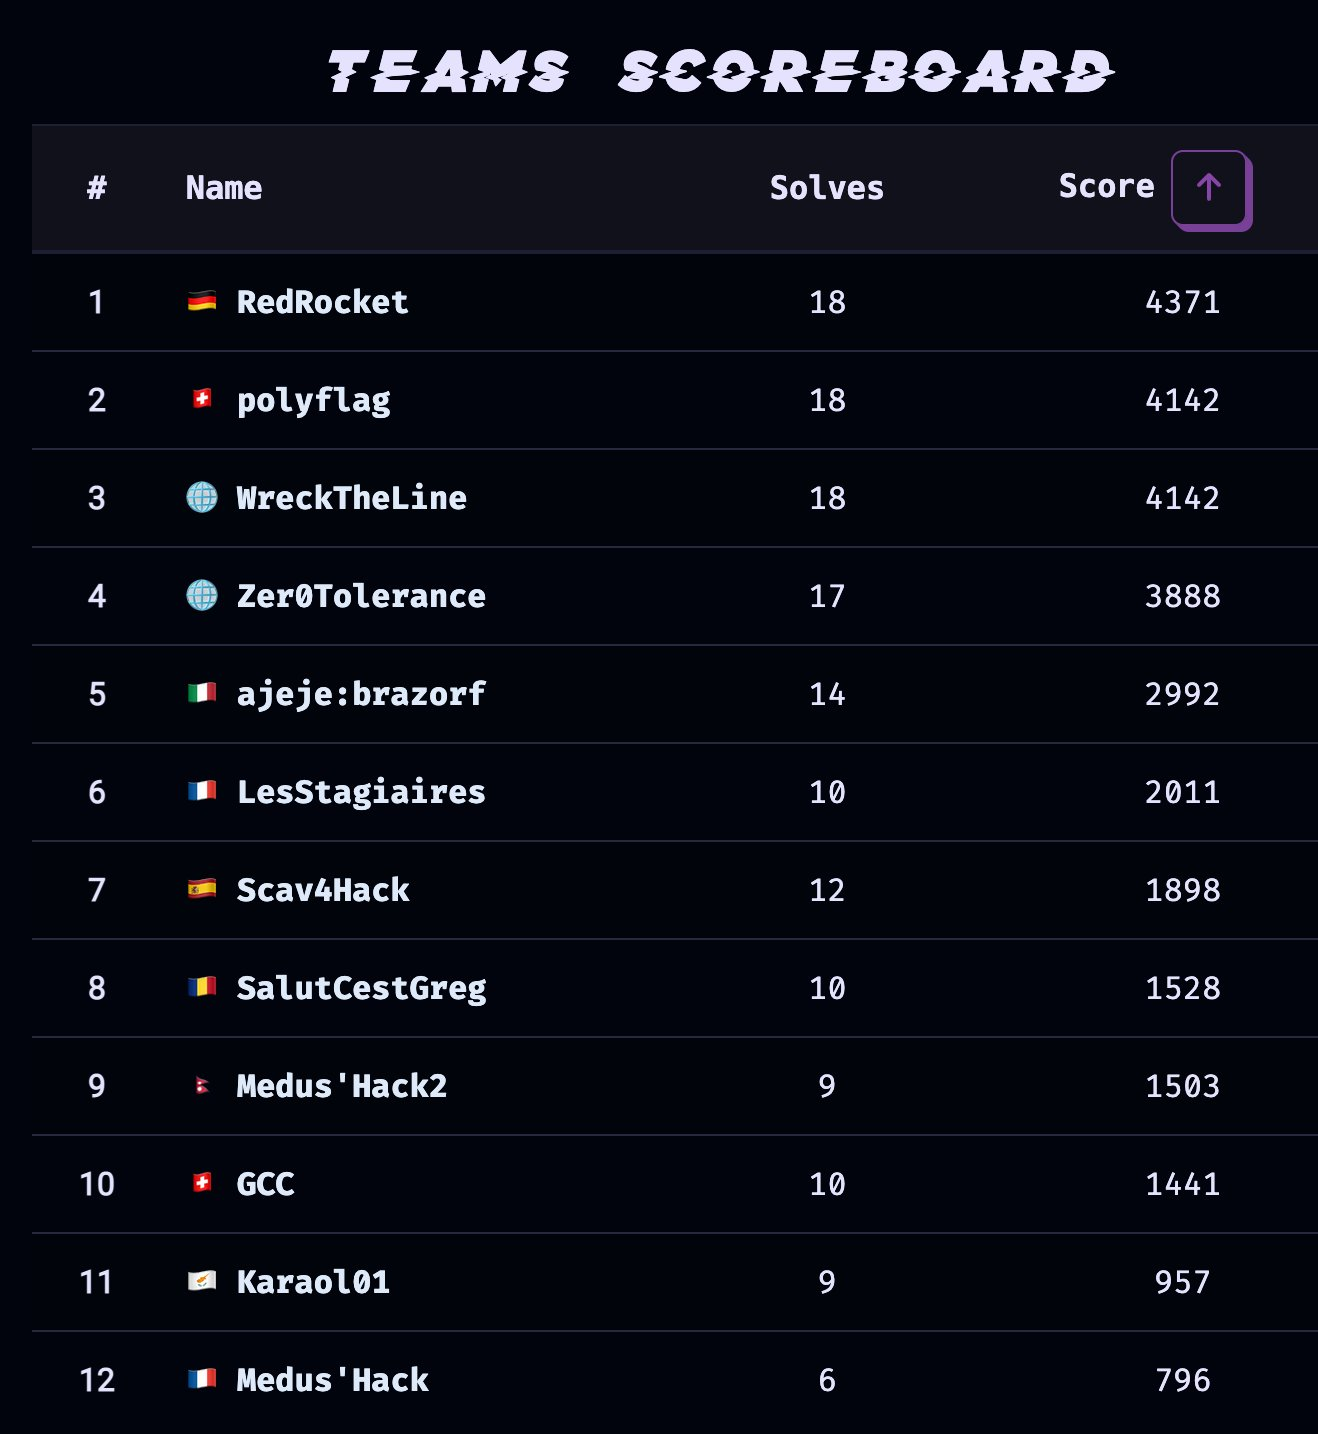 TEAMS SCOREBOARD
# Name Solves Score
1 RedRocket 18 4371
2 polyflag 18 4142
3 WreckTheLine 18 4142
4 Zer0Tolerance 17 3888
5 ajeje:brazorf 14 2992
6 LesStagiaires 10 2011
7 Scav4Hack 12 1898
8 SalutCestGreg 10 1528
9 Medus'Hack2 9 1503
10 GCC 10 1441
11 Karaol01 9 957
12 Medus'Hack 6 796